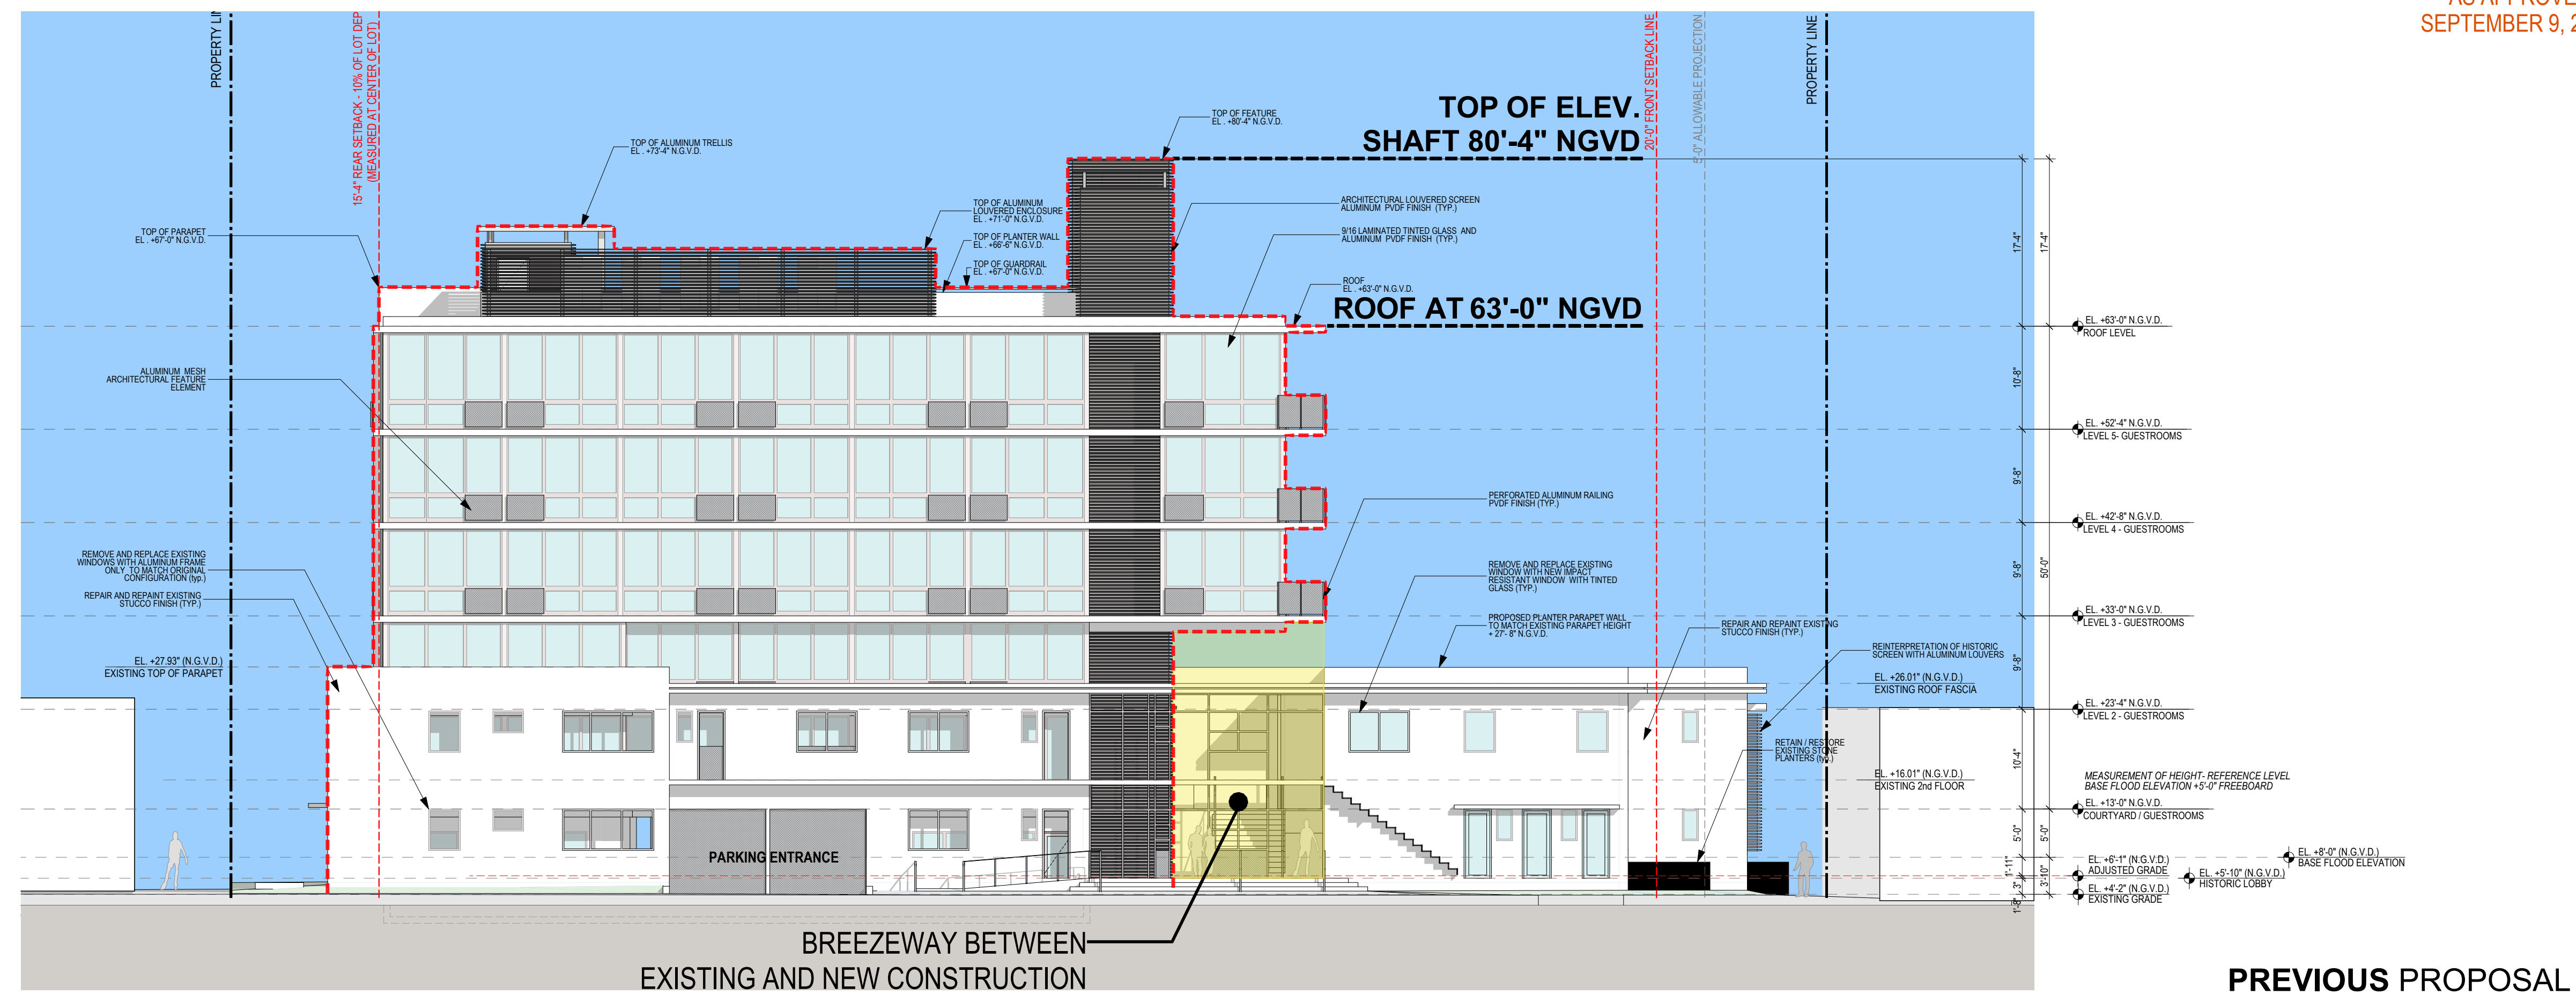 SEPTEMBER 9, 2
PROPERTY LIN
15'-4" REAR SETBACK - 10% OF LOT DEP
(MEASURED AT CENTER OF LOT)
20'-0" FRONT SETBACK LINE
5'-0" ALLOWABLE PROJECTION
PROPERTY LINE
TOP OF ELEV.
SHAFT 80'-4" NGVD
TOP OF FEATURE
EL . +80'-4" N.G.V.D.
TOP OF ALUMINUM TRELLIS
EL . +73'-4" N.G.V.D.
TOP OF ALUMINUM
LOUVERED ENCLOSURE
EL . +71'-0" N.G.V.D.
TOP OF PLANTER WALL
EL . +66'-6" N.G.V.D.
TOP OF GUARDRAIL
EL . +67'-0" N.G.V.D.
TOP OF PARAPET
EL . +67'-0" N.G.V.D.
ARCHITECTURAL LOUVERED SCREEN
ALUMINUM PVDF FINISH (TYP.)
9/16 LAMINATED TINTED GLASS AND
ALUMINUM PVDF FINISH (TYP.)
ROOF
EL . +63'-0" N.G.V.D.
ROOF AT 63'-0" NGVD
ALUMINUM MESH
ARCHITECTURAL FEATURE
ELEMENT
REMOVE AND REPLACE EXISTING
WINDOWS WITH ALUMINUM FRAME
ONLY TO MATCH ORIGINAL
CONFIGURATION (typ.)
REPAIR AND REPAINT EXISTING
STUCCO FINISH (TYP.)
EL. +27.93" (N.G.V.D.)
EXISTING TOP OF PARAPET
PERFORATED ALUMINUM RAILING
PVDF FINISH (TYP.)
REMOVE AND REPLACE EXISTING
WINDOW WITH NEW IMPACT
RESISTANT WINDOW WITH TINTED
GLASS (TYP.)
PROPOSED PLANTER PARAPET WALL
TO MATCH EXISTING PARAPET HEIGHT
+ 27'- 8" N.G.V.D.
REPAIR AND REPAINT EXISTING
STUCCO FINISH (TYP.)
REINTERPRETATION OF HISTORIC
SCREEN WITH ALUMINUM LOUVERS
EL. +26.01" (N.G.V.D.)
EXISTING ROOF FASCIA
RETAIN / RESTORE
EXISTING STONE
PLANTERS (typ.)
EL. +16.01" (N.G.V.D.)
EXISTING 2nd FLOOR
17'-4"
17'-4"
10'-8"
9'-8"
9'-8"
50'-0"
9'-8"
10'-4"
5'-0"
5'-0"
1'-11"
3"
3'-10"
1'-8"
EL. +63'-0" N.G.V.D.
ROOF LEVEL
EL. +52'-4" N.G.V.D.
LEVEL 5- GUESTROOMS
EL. +42'-8" N.G.V.D.
LEVEL 4 - GUESTROOMS
EL. +33'-0" N.G.V.D.
LEVEL 3 - GUESTROOMS
EL. +23'-4" N.G.V.D.
LEVEL 2 - GUESTROOMS
MEASUREMENT OF HEIGHT- REFERENCE LEVEL
BASE FLOOD ELEVATION +5'-0" FREEBOARD
EL. +13'-0" N.G.V.D.
COURTYARD / GUESTROOMS
EL. +8'-0" (N.G.V.D.)
BASE FLOOD ELEVATION
EL. +6'-1" (N.G.V.D.)
ADJUSTED GRADE
EL. +5'-10" (N.G.V.D.)
HISTORIC LOBBY
EL. +4'-2" (N.G.V.D.)
EXISTING GRADE
PARKING ENTRANCE
BREEZEWAY BETWEEN
EXISTING AND NEW CONSTRUCTION
PREVIOUS PROPOSAL